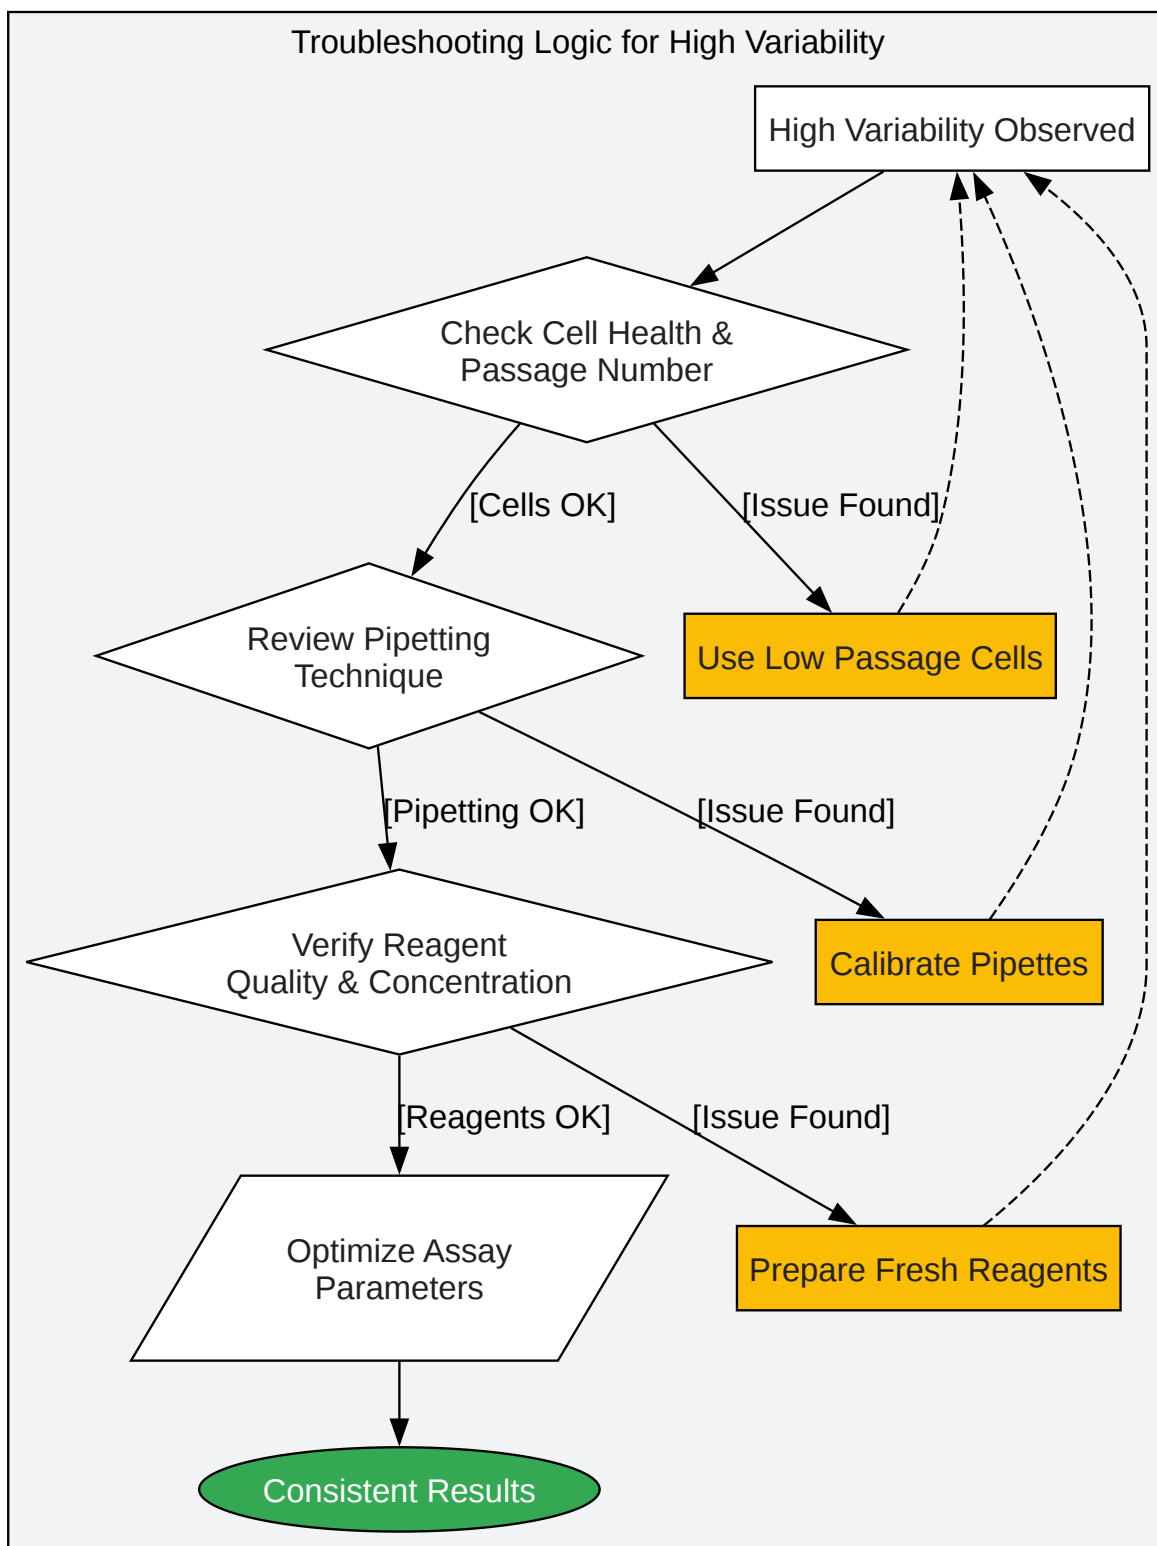 Troubleshooting Logic for High Variability
High Variability Observed
Check Cell Health &
Passage Number
[Cells OK]
[Issue Found]
Review Pipetting
Technique
Use Low Passage Cells
[Pipetting OK]
[Issue Found]
Verify Reagent
Quality & Concentration
Calibrate Pipettes
[Reagents OK]
[Issue Found]
Optimize Assay
Parameters
Prepare Fresh Reagents
Consistent Results